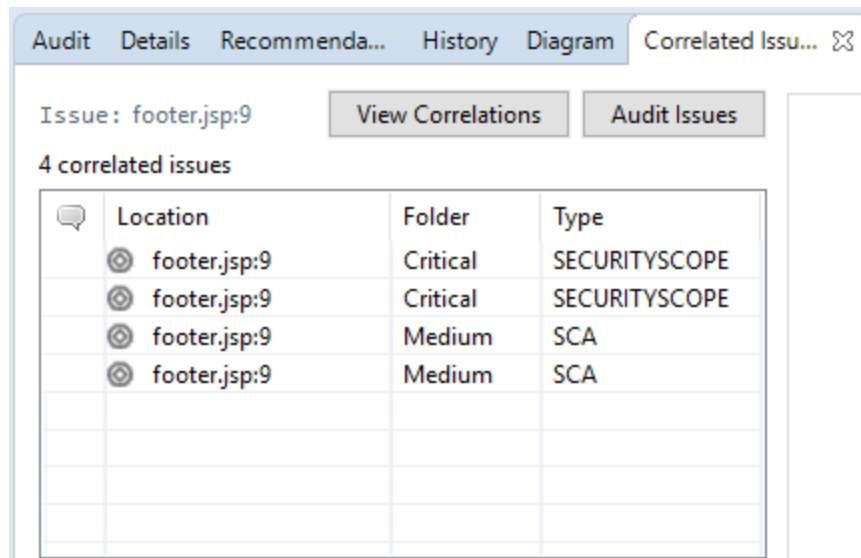 Audit Details Recommenda... History Diagram Correlated Issu...
Issue: footer.jsp:9 View Correlations Audit Issues
4 correlated issues
Location Folder Type
footer.jsp:9 Critical SECURITYSCOPE
footer.jsp:9 Critical SECURITYSCOPE
footer.jsp:9 Medium SCA
footer.jsp:9 Medium SCA